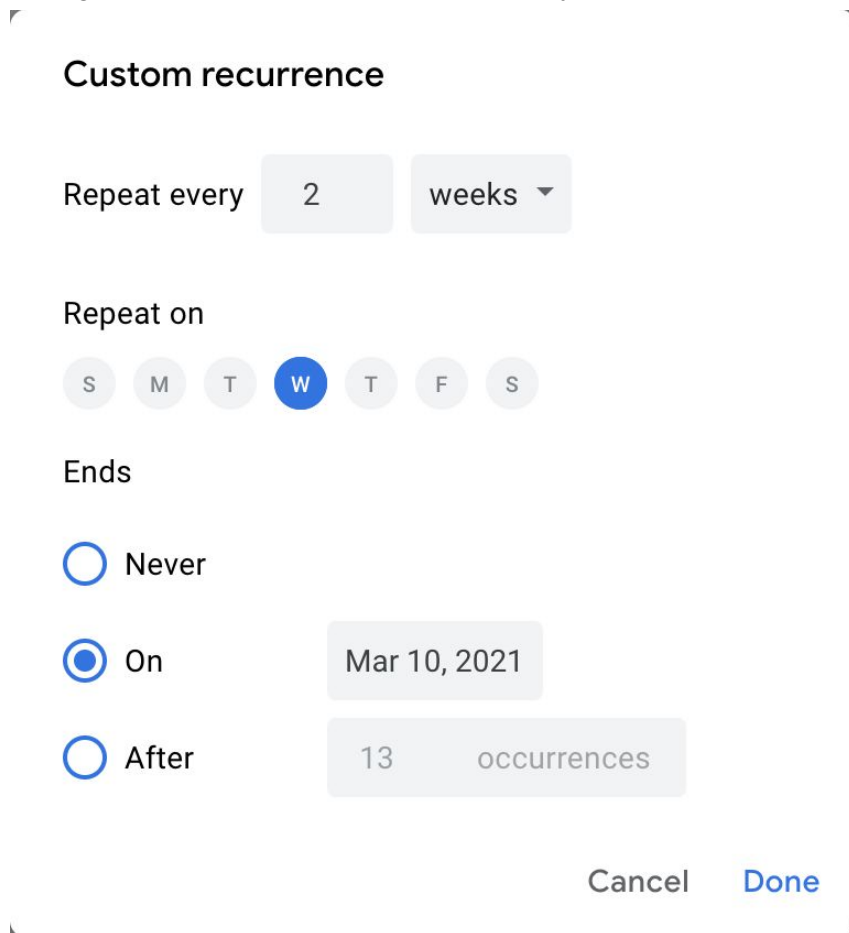 Custom recurrence
Repeat every 2 weeks
Repeat on
S M T W T F S
Ends
Never
On Mar 10, 2021
After 13 occurrences
Cancel Done